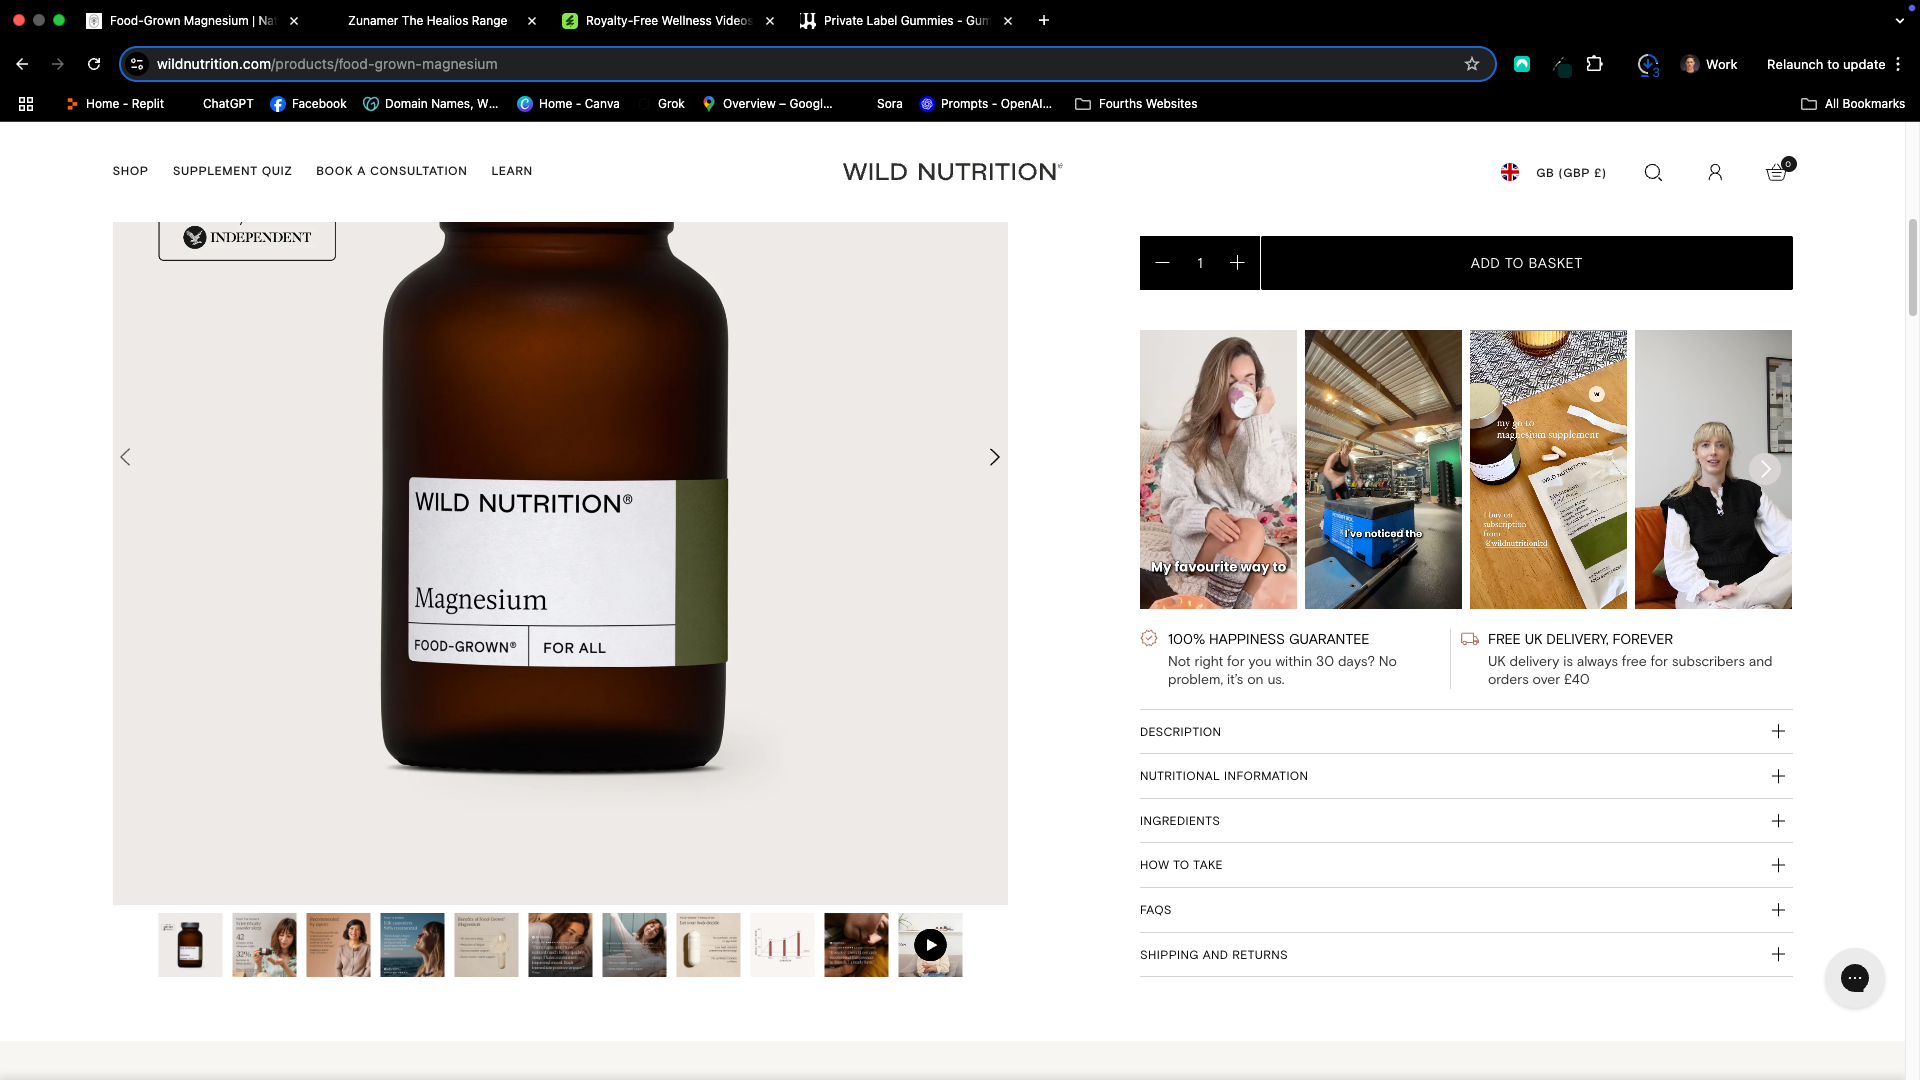 Food-Grown Magnesium | Na
Zunamer The Healios Range
Royalty-Free Wellness Videos
Private Label Gummies - Gum
wildnutrition.com/products/food-grown-magnesium
3
Work
Relaunch to update
Home - Replit
ChatGPT
Facebook
Domain Names, W...
Home - Canva
Grok
Overview – Googl...
Sora
Prompts - OpenAI...
Fourths Websites
All Bookmarks
SHOP
SUPPLEMENT QUIZ
BOOK A CONSULTATION
LEARN
WILD NUTRITION®
GB (GBP £)
0
INDEPENDENT
WILD NUTRITION®
Magnesium
FOOD-GROWN®
FOR ALL
1
ADD TO BASKET
My favourite way to
I've noticed the
my go to
magnesium supplement
I buy on
subscription
from
@wildnutritionltd
100% HAPPINESS GUARANTEE
Not right for you within 30 days? No
problem, it's on us.
FREE UK DELIVERY, FOREVER
UK delivery is always free for subscribers and
orders over £40
DESCRIPTION
NUTRITIONAL INFORMATION
INGREDIENTS
HOW TO TAKE
FAQS
SHIPPING AND RETURNS